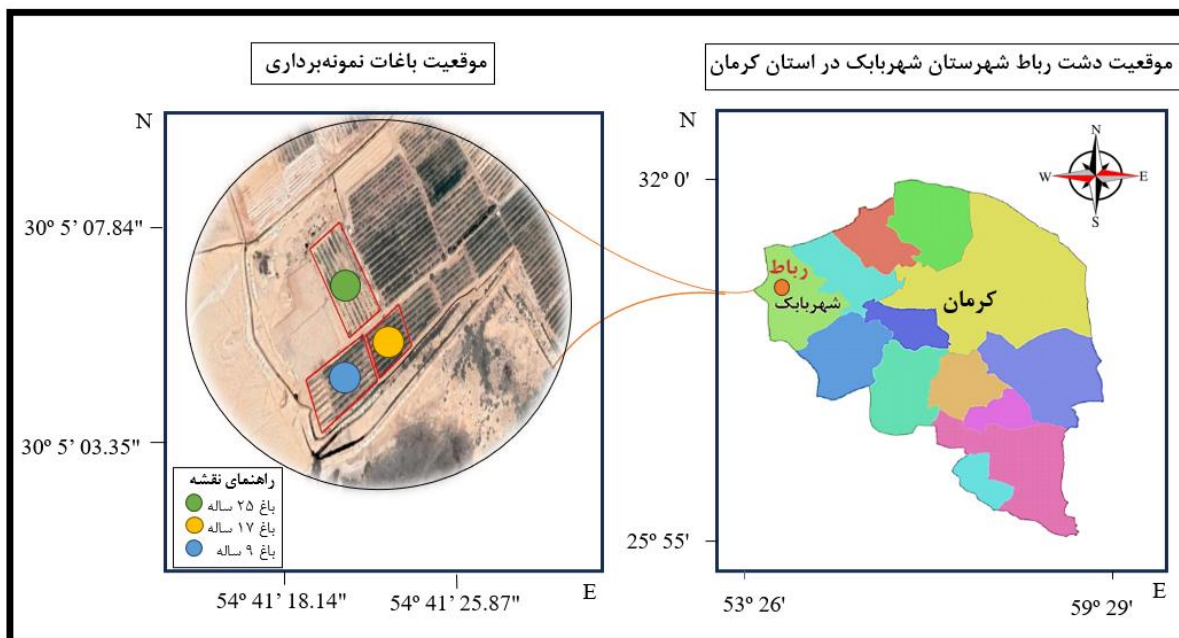 موقعیت دشت رباط شهرستان شهربابک در استان کرمان
N
32º 0'
N
W E
S
رباط
شهربابک
کرمان
25º 55'
E
53º 26'
59º 29'
موقعیت باغات نمونه‌برداری
N
30º 5’ 07.84"
30º 5’ 03.35"
راهنمای نقشه
باغ ۲۵ ساله
باغ ۱۷ ساله
باغ ۹ ساله
E
54º 41’ 18.14"
54º 41’ 25.87"